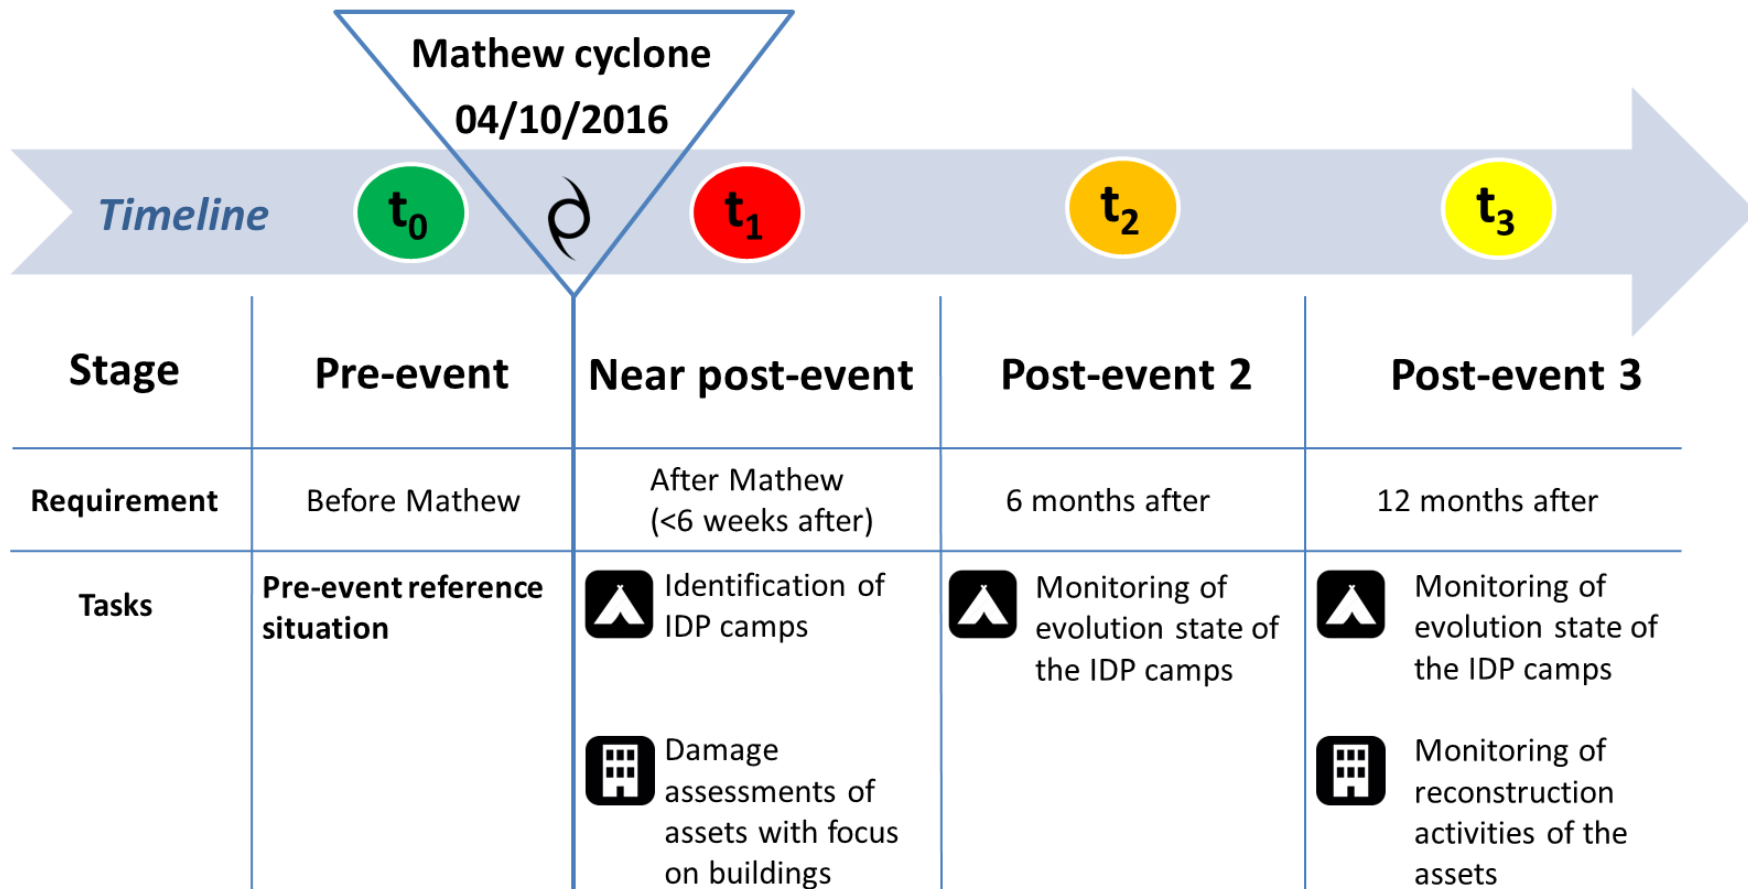 Mathew cyclone
04/10/2016
Timeline
t0
t1
t2
t3
Stage
Pre-event
Near post-event
Post-event 2
Post-event 3
Requirement
Before Mathew
After Mathew
(<6 weeks after)
6 months after
12 months after
Tasks
Pre-event reference
situation
Identification of
IDP camps
Damage
assessments of
assets with focus
on buildings
Monitoring of
evolution state of
the IDP camps
Monitoring of
evolution state of
the IDP camps
Monitoring of
reconstruction
activities of the
assets